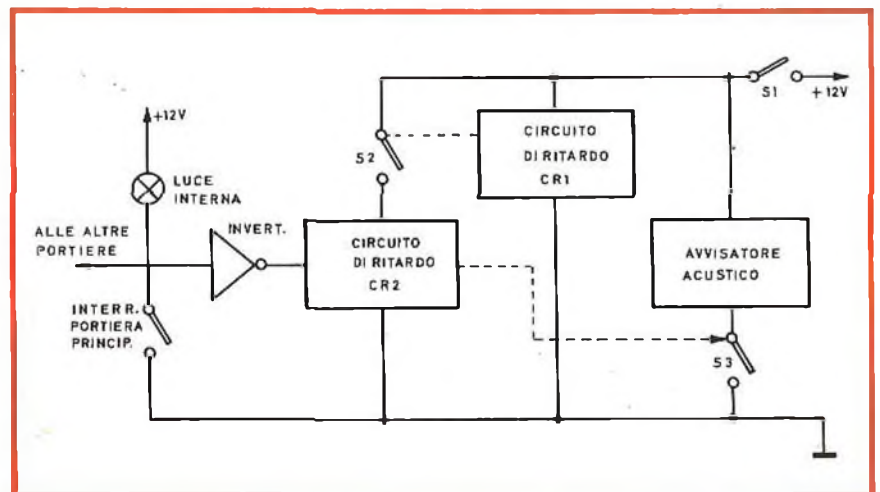 +12V
LUCE
INTERNA
ALLE ALTRE
PORTIERE
INTERR.
PORTIERA
PRINCIP.
INVERT.
S2
CIRCUITO
DI RITARDO
CR2
CIRCUITO
DI RITARDO
CR1
S1
+12V
AVVISATORE
ACUSTICO
S3